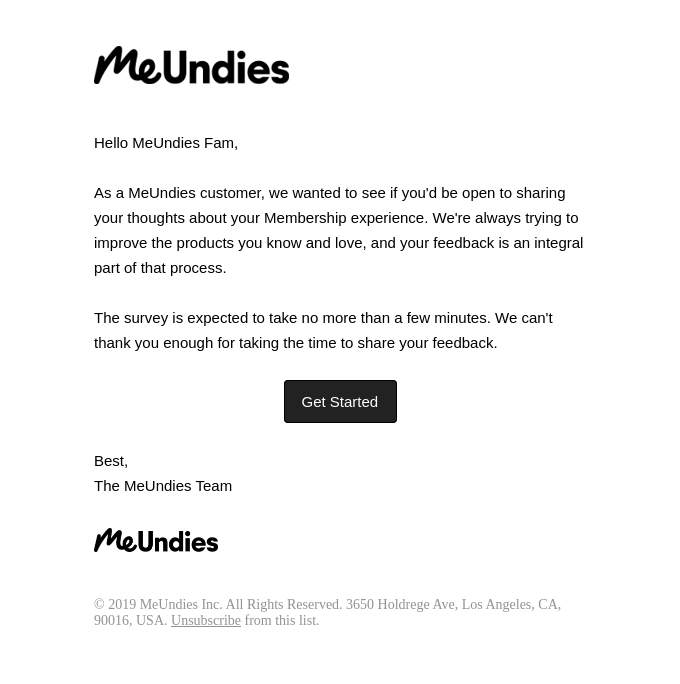 MeUndies
Hello MeUndies Fam,
As a MeUndies customer, we wanted to see if you'd be open to sharing
your thoughts about your Membership experience. We're always trying to
improve the products you know and love, and your feedback is an integral
part of that process.
The survey is expected to take no more than a few minutes. We can't
thank you enough for taking the time to share your feedback.
Get Started
Best,
The MeUndies Team
MeUndies
© 2019 MeUndies Inc. All Rights Reserved. 3650 Holdrege Ave, Los Angeles, CA,
90016, USA. Unsubscribe from this list.